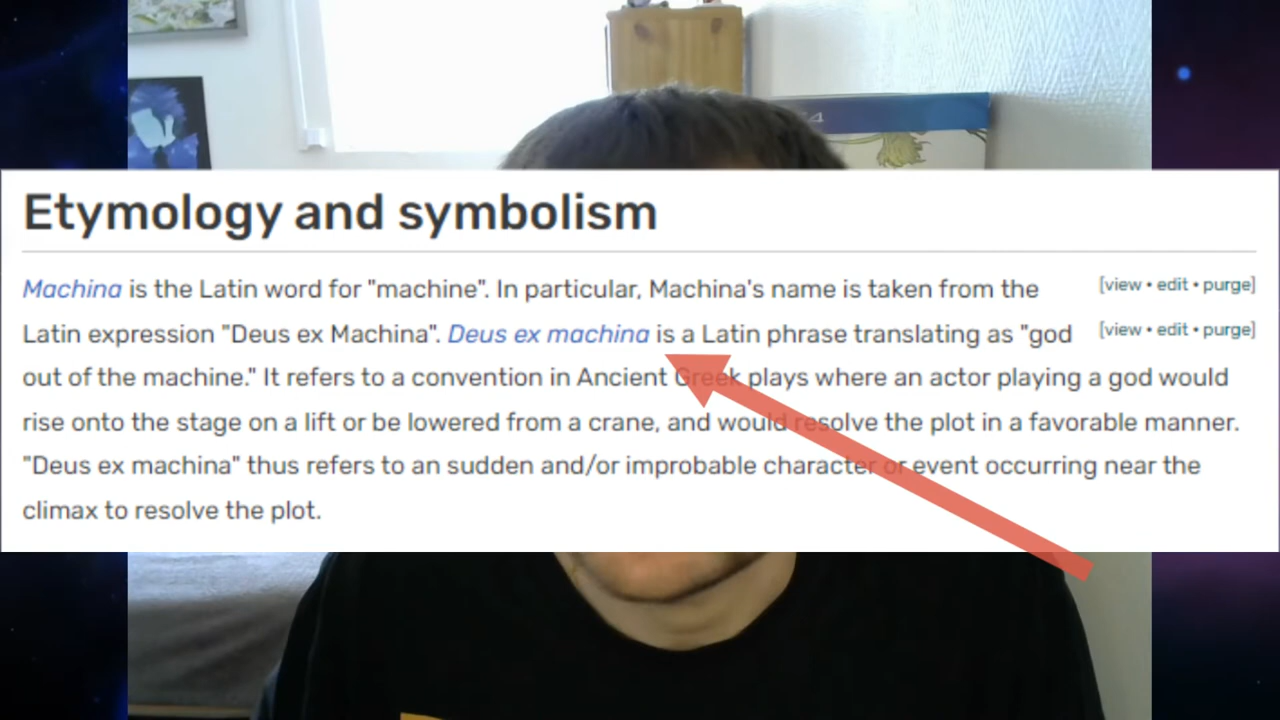 4
Etymology and symbolism
Machina is the Latin word for "machine". In particular, Machina's name is taken from the [view • edit • purge]
Latin expression "Deus ex Machina". Deus ex machina is a Latin phrase translating as "god [view • edit • purge]
out of the machine." It refers to a convention in Ancient Greek plays where an actor playing a god would
rise onto the stage on a lift or be lowered from a crane, and would resolve the plot in a favorable manner.
"Deus ex machina" thus refers to an sudden and/or improbable character or event occurring near the
climax to resolve the plot.